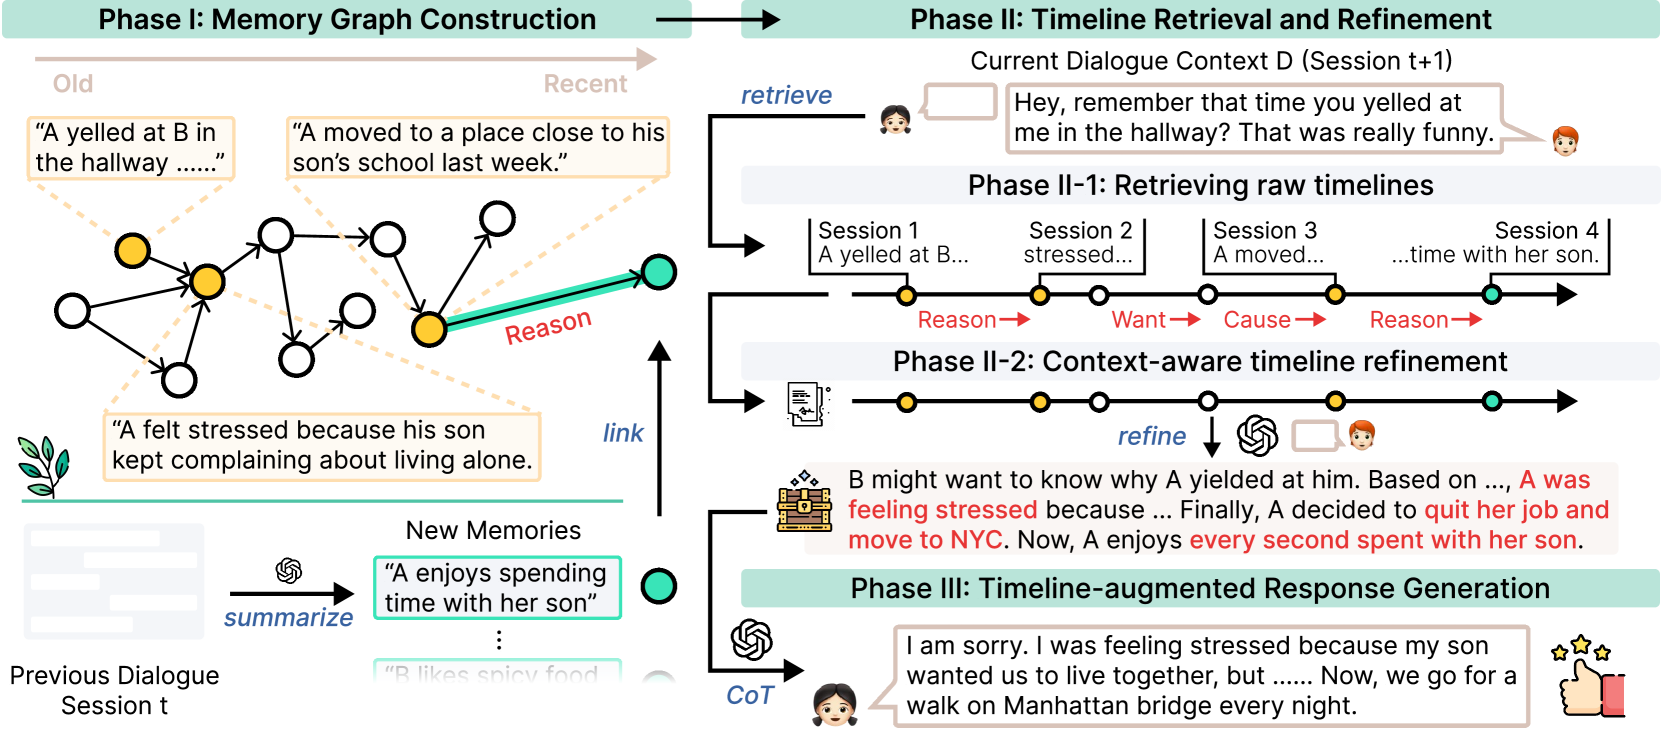 Phase I: Memory Graph Construction
Old
Recent
“A yelled at B in
the hallway ......”
“A moved to a place close to his
son’s school last week.”
Reason
“A felt stressed because his son
kept complaining about living alone.
link
New Memories
“A enjoys spending
time with her son”
summarize
“B likes spicy food
Previous Dialogue
Session t
Phase II: Timeline Retrieval and Refinement
Current Dialogue Context D (Session t+1)
retrieve
Hey, remember that time you yelled at
me in the hallway? That was really funny.
Phase II-1: Retrieving raw timelines
Session 1
A yelled at B...
Session 2
stressed...
Session 3
A moved...
Session 4
...time with her son.
Reason
Want
Cause
Reason
Phase II-2: Context-aware timeline refinement
refine
B might want to know why A yielded at him. Based on ..., A was
feeling stressed because ... Finally, A decided to quit her job and
move to NYC. Now, A enjoys every second spent with her son.
Phase III: Timeline-augmented Response Generation
CoT
I am sorry. I was feeling stressed because my son
wanted us to live together, but ...... Now, we go for a
walk on Manhattan bridge every night.